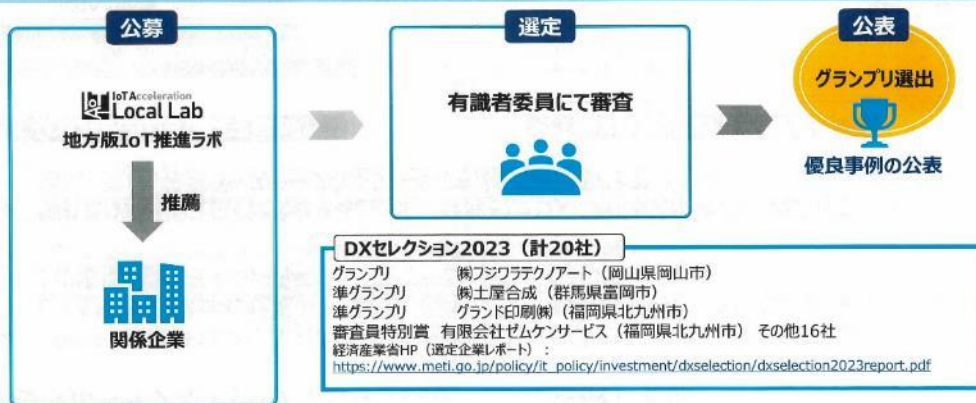 公募
IoT Acceleration
Local Lab
地方版IoT推進ラボ
推薦
関係企業
選定
有識者委員にて審査
公表
グランプリ選出
優良事例の公表
DXセレクション2023（計20社）
グランプリ ㈱フジワラテクノアート（岡山県岡山市）
準グランプリ ㈱土屋合成（群馬県富岡市）
準グランプリ グランド印刷㈱（福岡県北九州市）
審査員特別賞 有限会社ゼムケンサービス（福岡県北九州市） その他16社
経済産業省HP（選定企業レポート）：
https://www.meti.go.jp/policy/it_policy/investment/dxselection/dxselection2023report.pdf